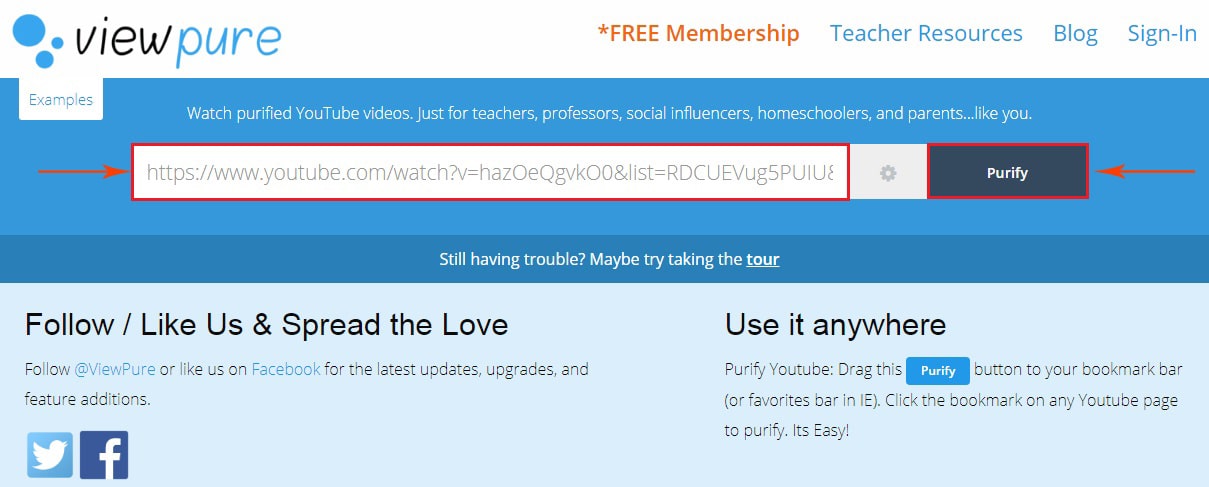 viewpure
*FREE Membership Teacher Resources Blog Sign-In
Examples
Watch purified YouTube videos. Just for teachers, professors, social influencers, homeschoolers, and parents...like you.
https://www.youtube.com/watch?v=hazOeQgvkO0&list=RDCUEVug5PUIU&
Purify
Still having trouble? Maybe try taking the tour
Follow / Like Us & Spread the Love
Follow @ViewPure or like us on Facebook for the latest updates, upgrades, and
feature additions.
Use it anywhere
Purify Youtube: Drag this Purify button to your bookmark bar
(or favorites bar in IE). Click the bookmark on any Youtube page
to purify. Its Easy!